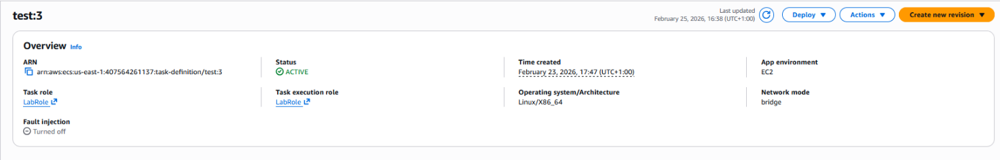 test:3
Last updated
February 25, 2026, 16:38 (UTC+1:00)
Deploy
Actions
Create new revision
Overview Info
ARN
arn:aws:ecs:us-east-1:407564261137:task-definition/test:3
Status
ACTIVE
Time created
February 23, 2026, 17:47 (UTC+1:00)
App environment
EC2
Task role
LabRole
Task execution role
LabRole
Operating system/Architecture
Linux/X86_64
Network mode
bridge
Fault injection
Turned off